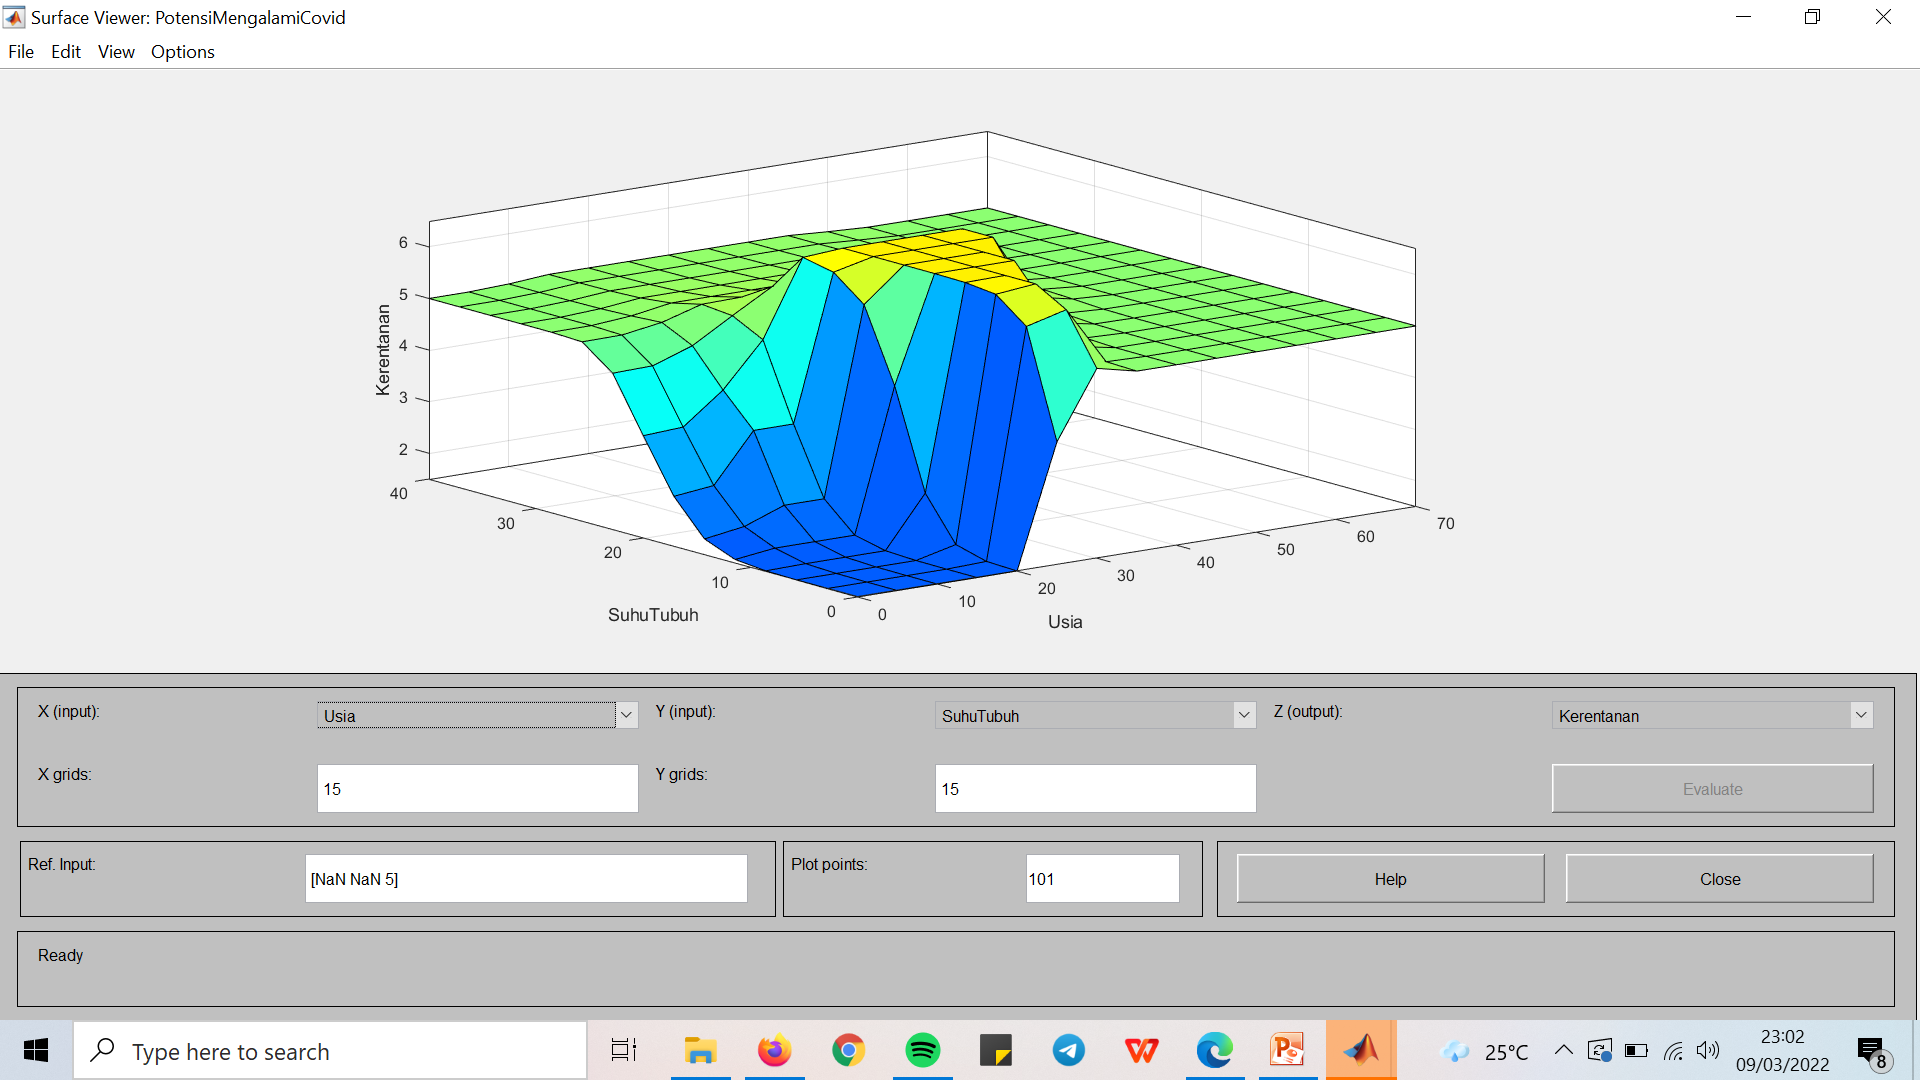 Surface Viewer: PotensiMengalamiCovid
File Edit View Options
6
5
4
3
2
Kerentanan
40
30
20
10
0
SuhuTubuh
0
10
20
30
40
50
60
70
Usia
X (input):
Usia
Y (input):
SuhuTubuh
Z (output):
Kerentanan
X grids:
15
Y grids:
15
Evaluate
Ref. Input:
[NaN NaN 5]
Plot points:
101
Help
Close
Ready
Type here to search
25°C
23:02
09/03/2022
8